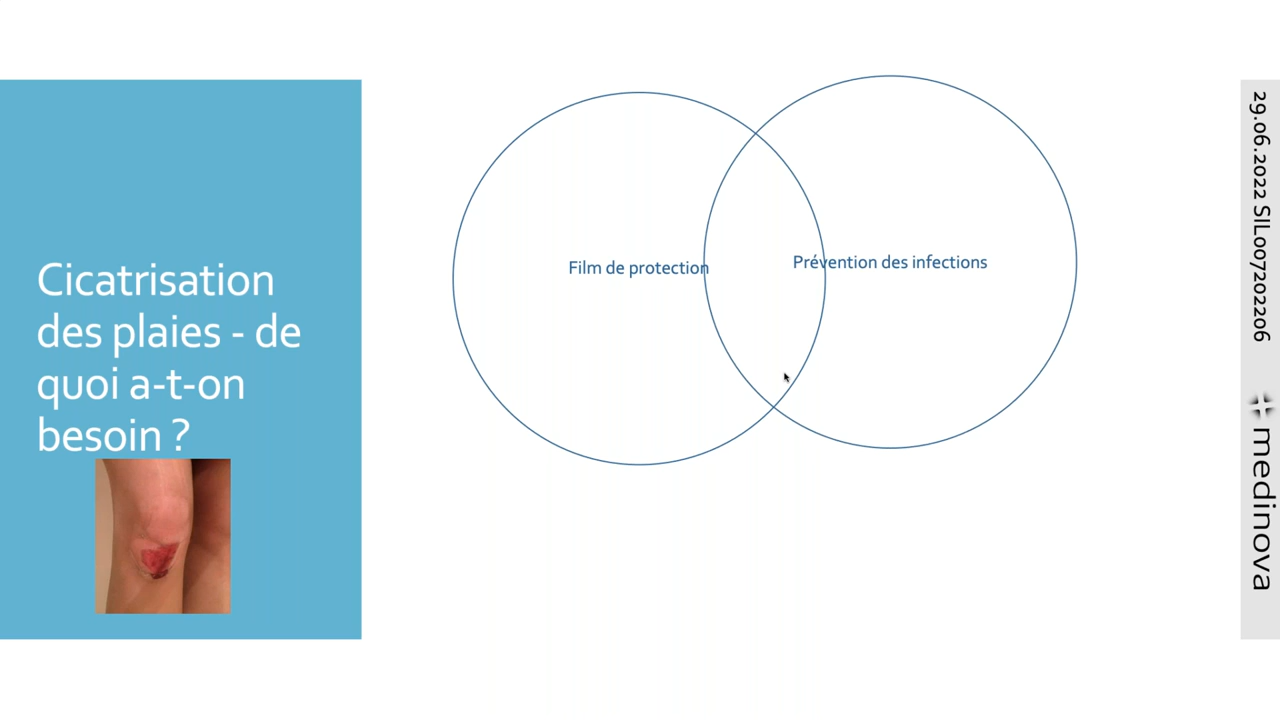 Cicatrisation
des plaies - de
quoi a-t-on
besoin ?
Film de protection
Prévention des infections
29.06.2022 SIL007202206
medinova